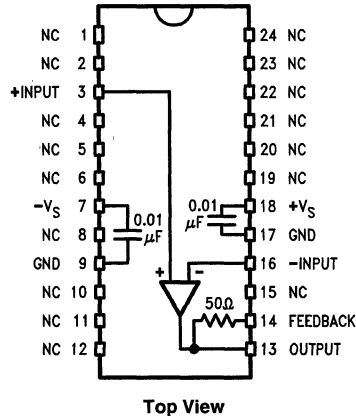 NC 1 24 NC
NC 2 23 NC
+INPUT 3 22 NC
NC 4 21 NC
NC 5 20 NC
NC 6 19 NC
-VS 7 0.01 μF 0.01 μF 18 +VS
NC 8 17 GND
GND 9 + - 16 -INPUT
NC 10 15 NC
NC 11 50Ω 14 FEEDBACK
NC 12 13 OUTPUT
Top View